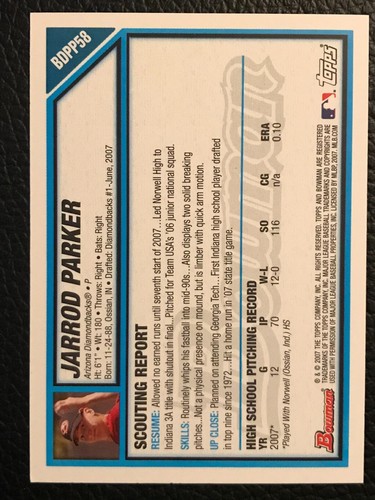 BDPP58
JARROD PARKER
Arizona Diamondbacks® • P
Ht: 6'1" • Wt: 180 • Throws: Right • Bats: Right
Born: 11-24-88, Ossian, IN • Drafted: Diamondbacks #1-June, 2007
SCOUTING REPORT
RESUME: Allowed no earned runs until seventh start of 2007...Led Norwell High to
Indiana 3A title with shutout in final...Pitched for Team USA's '06 junior national squad.
SKILLS: Routinely whips his fastball into mid-90s...Also displays two solid breaking
pitches...Not a physical presence on mound, but is limber with quick arm motion.
UP CLOSE: Planned on attending Georgia Tech...First Indiana high school player drafted
in top nine since 1972...Hit a home run in '07 state title game.
HIGH SCHOOL PITCHING RECORD
YR G IP W-L SO CG ERA
2007* 12 70 12-0 116 n/a 0.10
*Played With Norwell (Ossian, Ind.) HS
Bowman
® & © 2007 THE TOPPS COMPANY, INC. ALL RIGHTS RESERVED. TOPPS AND BOWMAN ARE REGISTERED
TRADEMARKS OF THE TOPPS COMPANY, INC. MAJOR LEAGUE BASEBALL TRADEMARKS AND COPYRIGHTS ARE
USED WITH PERMISSION OF MAJOR LEAGUE BASEBALL PROPERTIES, INC. LICENSED BY MLBP, 2007. MLB.COM
Topps